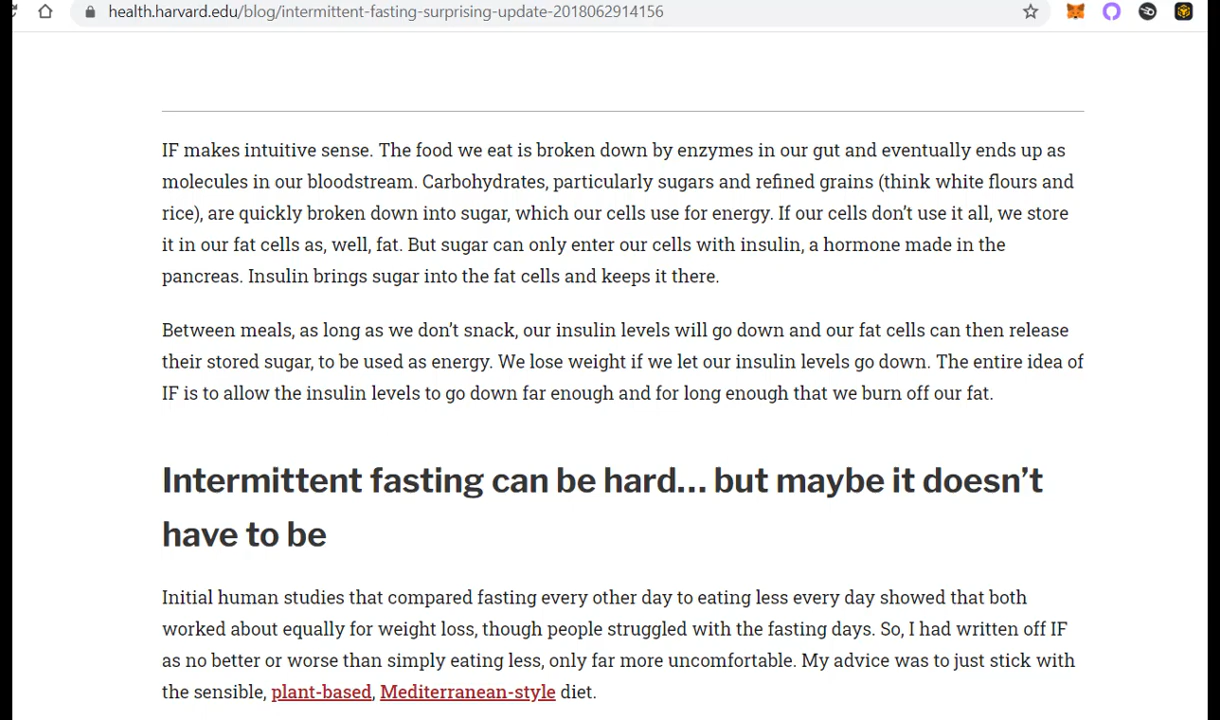 health.harvard.edu/blog/intermittent-fasting-surprising-update-2018062914156
IF makes intuitive sense. The food we eat is broken down by enzymes in our gut and eventually ends up as
molecules in our bloodstream. Carbohydrates, particularly sugars and refined grains (think white flours and
rice), are quickly broken down into sugar, which our cells use for energy. If our cells don’t use it all, we store
it in our fat cells as, well, fat. But sugar can only enter our cells with insulin, a hormone made in the
pancreas. Insulin brings sugar into the fat cells and keeps it there.
Between meals, as long as we don’t snack, our insulin levels will go down and our fat cells can then release
their stored sugar, to be used as energy. We lose weight if we let our insulin levels go down. The entire idea of
IF is to allow the insulin levels to go down far enough and for long enough that we burn off our fat.
Intermittent fasting can be hard… but maybe it doesn’t
have to be
Initial human studies that compared fasting every other day to eating less every day showed that both
worked about equally for weight loss, though people struggled with the fasting days. So, I had written off IF
as no better or worse than simply eating less, only far more uncomfortable. My advice was to just stick with
the sensible, plant-based, Mediterranean-style diet.